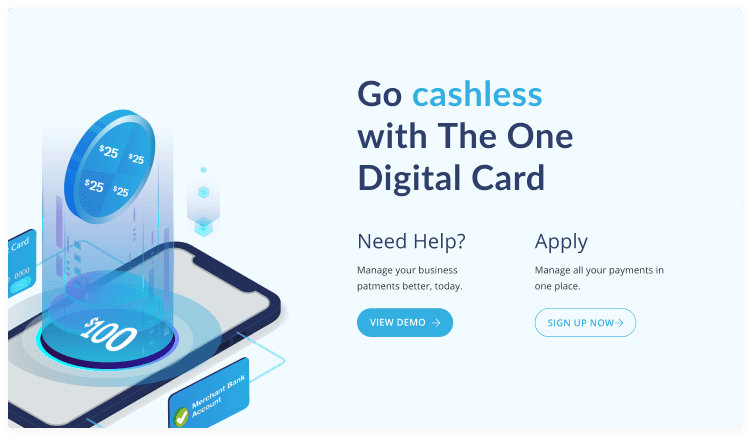 Go cashless
with The One
Digital Card
Need Help?
Manage your business
patments better, today.
VIEW DEMO
Apply
Manage all your payments in
one place.
SIGN UP NOW
$25
$25
$25
$25
Card
0000
$100
Merchant Bank
Account